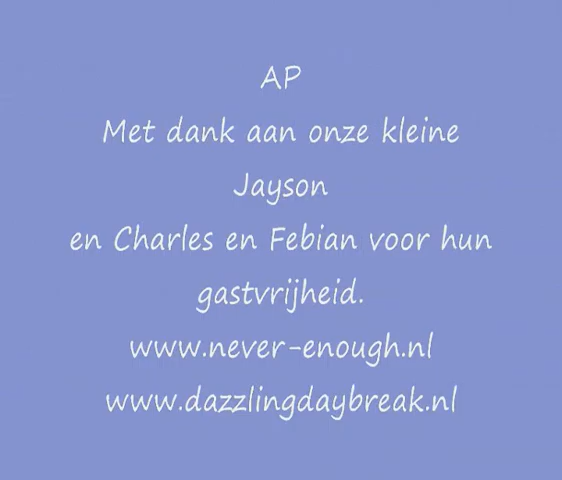 AP
Met dank aan onze kleine
Jayson
en Charles en Febian voor hun
gastvrijheid.
www.never-enough.nl
www.dazzlingdaybreak.nl